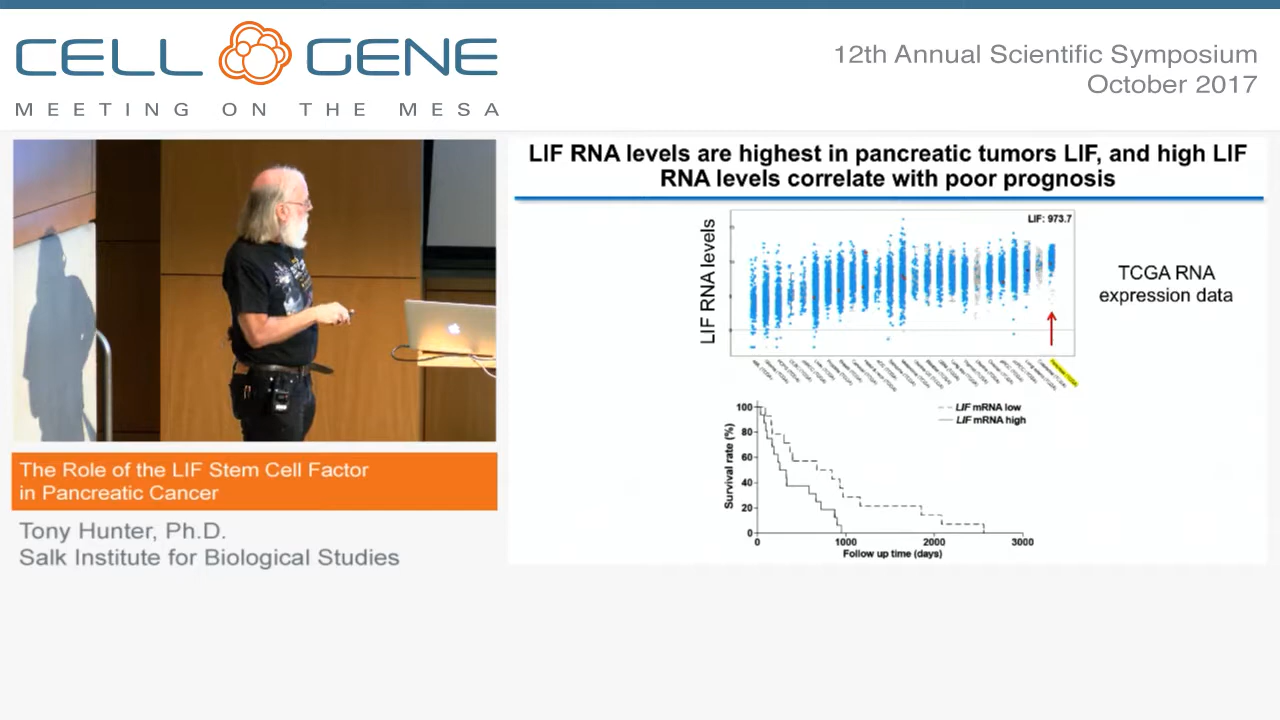 CELL GENE
MEETING ON THE MESA
12th Annual Scientific Symposium
October 2017
The Role of the LIF Stem Cell Factor
in Pancreatic Cancer
Tony Hunter, Ph.D.
Salk Institute for Biological Studies
LIF RNA levels are highest in pancreatic tumors LIF, and high LIF
RNA levels correlate with poor prognosis
LIF RNA levels
LIF: 973.7
TCGA RNA
expression data
Survival rate (%)
100
80
60
40
20
0
LIF mRNA low
LIF mRNA high
0 1000 2000 3000
Follow up time (days)